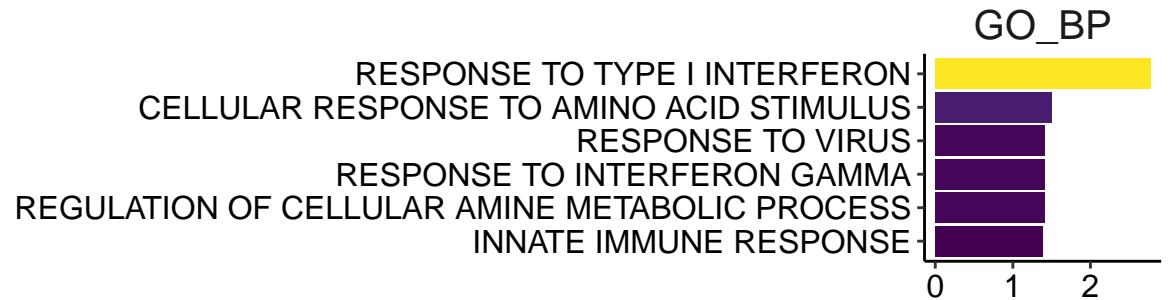 GO_BP
RESPONSE TO TYPE I INTERFERON
CELLULAR RESPONSE TO AMINO ACID STIMULUS
RESPONSE TO VIRUS
RESPONSE TO INTERFERON GAMMA
REGULATION OF CELLULAR AMINE METABOLIC PROCESS
INNATE IMMUNE RESPONSE
0 1 2